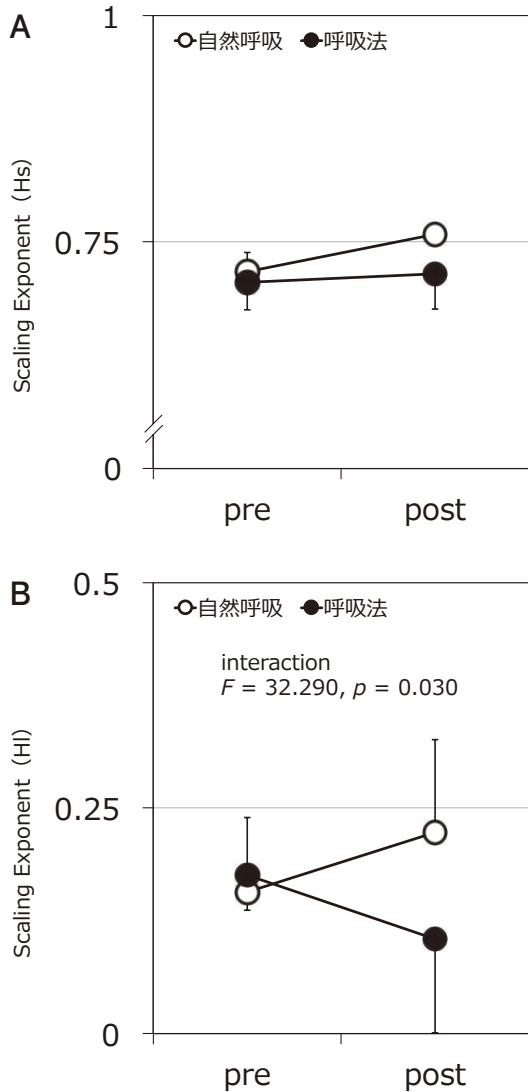 A
1
自然呼吸 呼吸法
Scaling Exponent（Hs）
0.75
0
pre post
B
0.5
自然呼吸 呼吸法
interaction
F = 32.290, p = 0.030
Scaling Exponent（Hl）
0.25
0
pre post